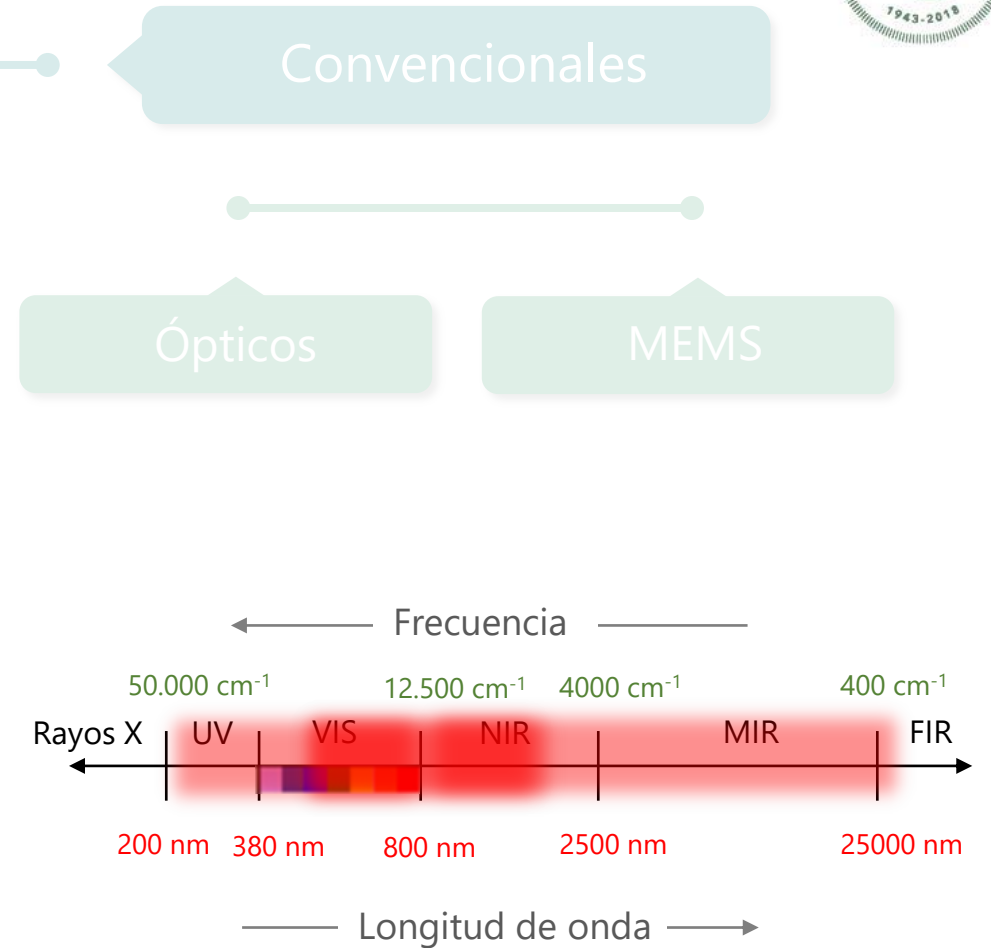 1943-2018
Convencionales
Ópticos MEMS
Frecuencia
50.000 cm⁻¹ 12.500 cm⁻¹ 4000 cm⁻¹ 400 cm⁻¹
Rayos X UV VIS NIR MIR FIR
200 nm 380 nm 800 nm 2500 nm 25000 nm
Longitud de onda